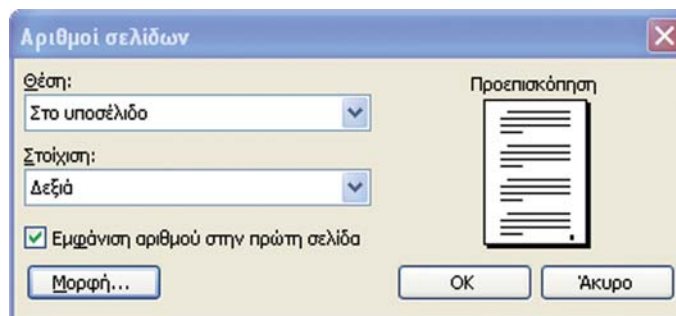 Αριθμοί σελίδων
Θέση:
Στο υποσέλιδο
Στοίχιση:
Δεξιά
Εμφάνιση αριθμού στην πρώτη σελίδα
Μορφή...
Προεπισκόπηση
OK
Άκυρο